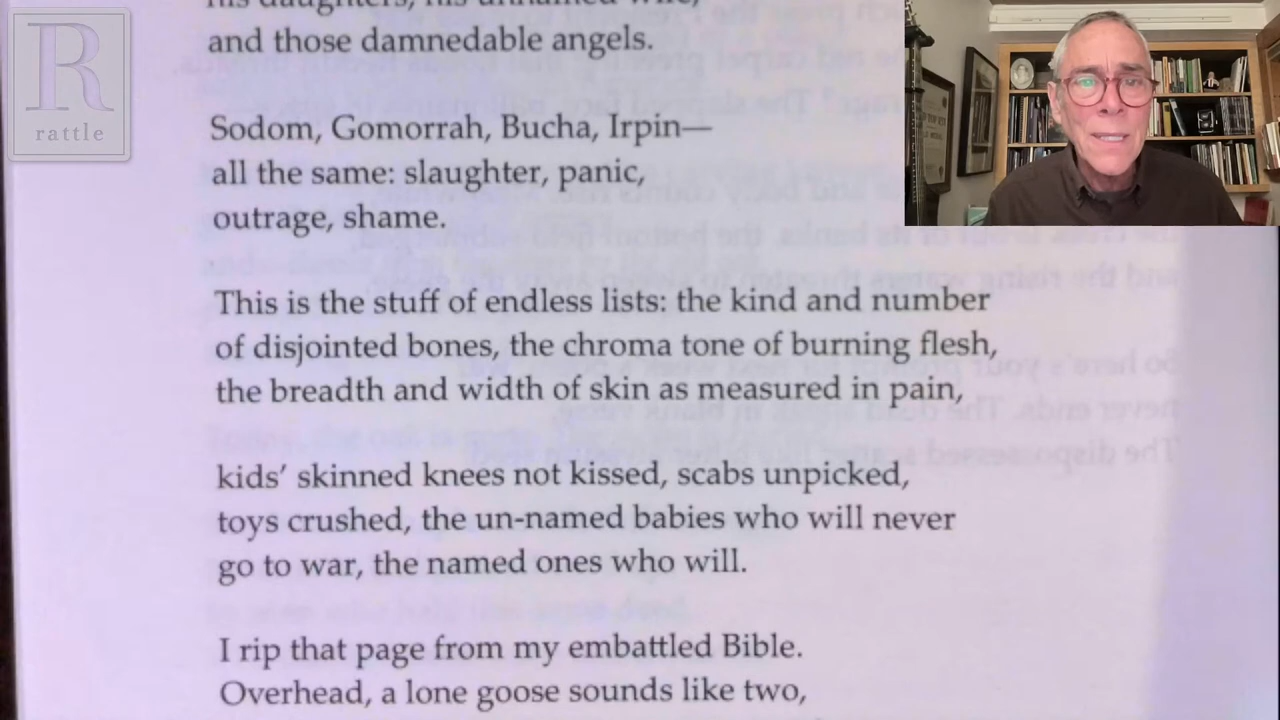 R
rattle
his daughters, his unnamed wife,
and those damnedable angels.
Sodom, Gomorrah, Bucha, Irpin—
all the same: slaughter, panic,
outrage, shame.
This is the stuff of endless lists: the kind and number
of disjointed bones, the chroma tone of burning flesh,
the breadth and width of skin as measured in pain,
kids’ skinned knees not kissed, scabs unpicked,
toys crushed, the un-named babies who will never
go to war, the named ones who will.
I rip that page from my embattled Bible.
Overhead, a lone goose sounds like two,